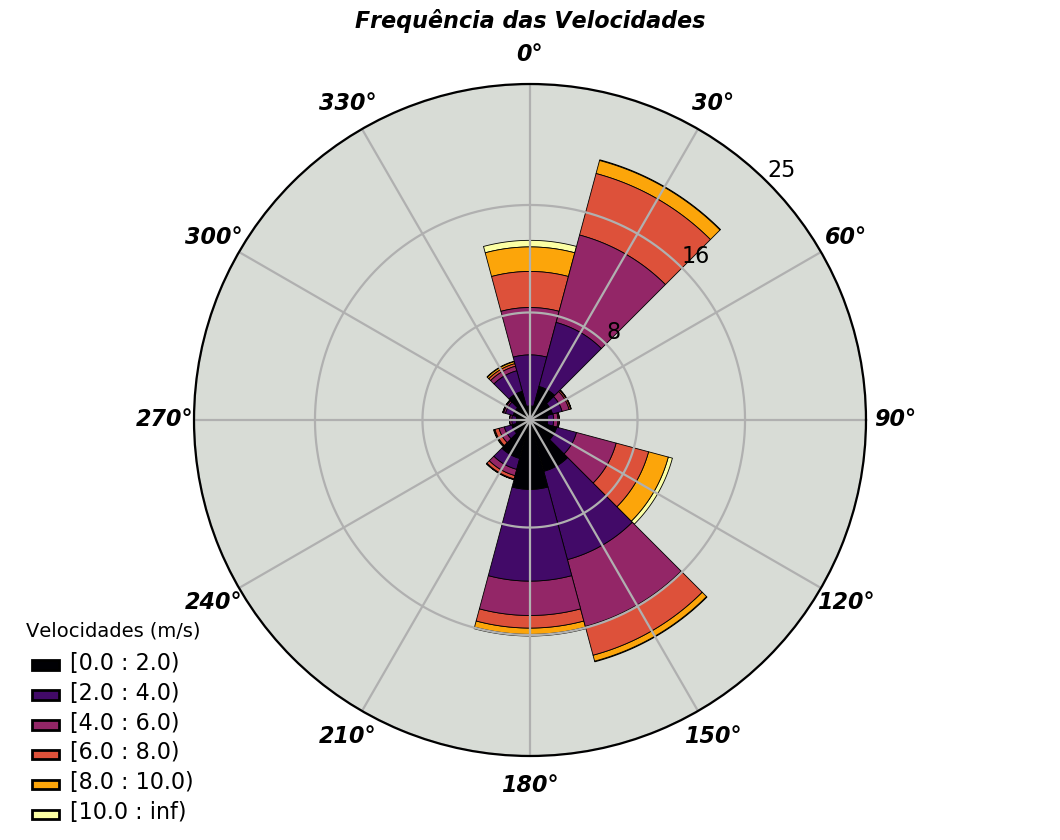 Frequência das Velocidades
0°
330°
30°
25
300°
60°
16
8
270°
90°
240°
120°
210°
150°
180°
Velocidades (m/s)
[0.0 : 2.0)
[2.0 : 4.0)
[4.0 : 6.0)
[6.0 : 8.0)
[8.0 : 10.0)
[10.0 : inf)